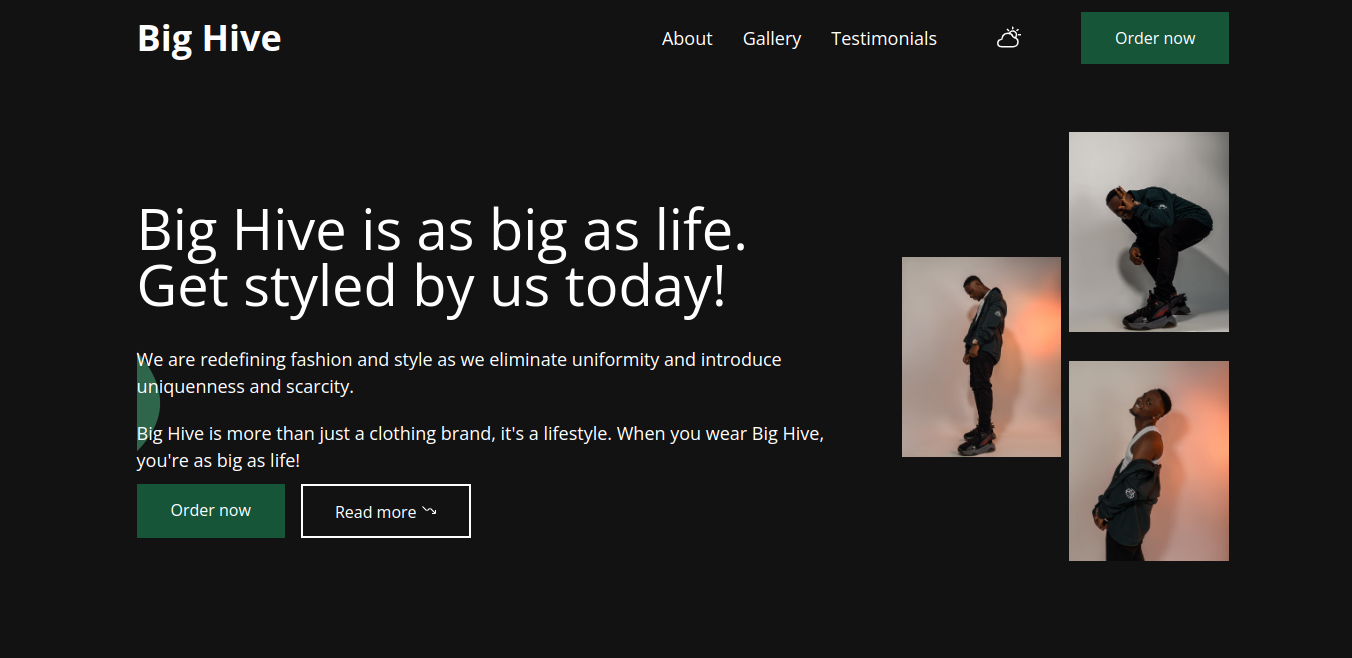 Big Hive
About Gallery Testimonials
Order now
Big Hive is as big as life.
Get styled by us today!
We are redefining fashion and style as we eliminate uniformity and introduce
uniquenness and scarcity.
Big Hive is more than just a clothing brand, it's a lifestyle. When you wear Big Hive,
you're as big as life!
Order now
Read more